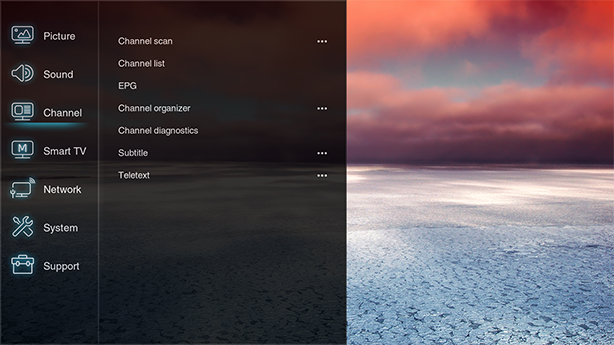 Picture
Sound
Channel
Smart TV
Network
System
Support
Channel scan
Channel list
EPG
Channel organizer
Channel diagnostics
Subtitle
Teletext
M